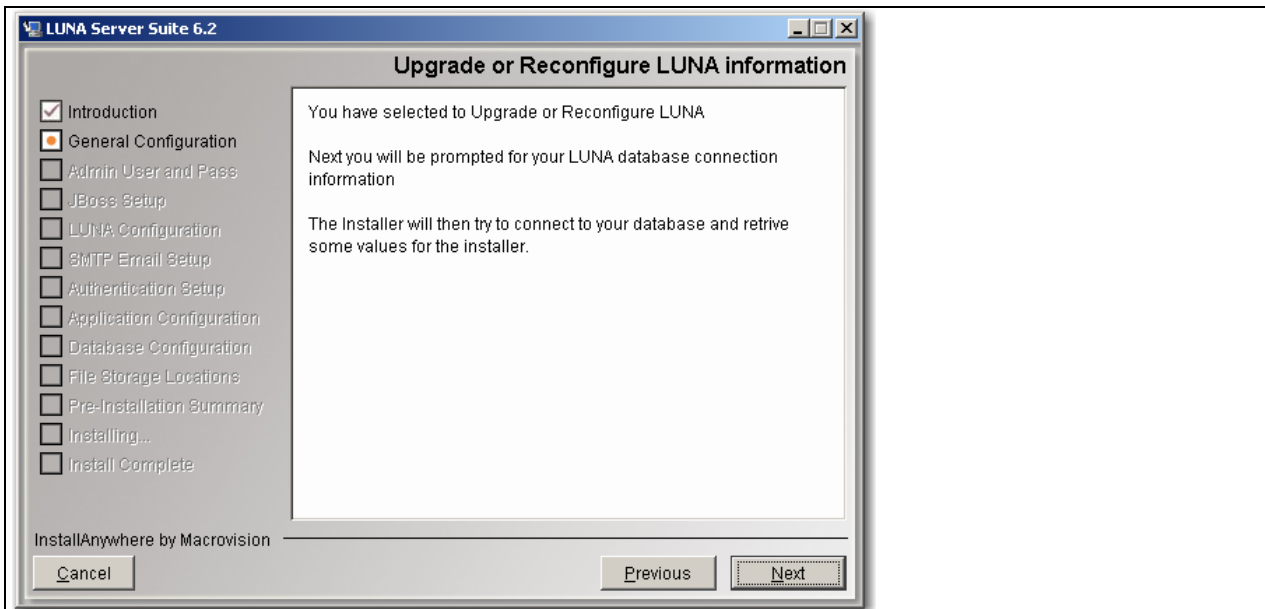 LUNA Server Suite 6.2
Upgrade or Reconfigure LUNA information
Introduction
General Configuration
Admin User and Pass
JBoss Setup
LUNA Configuration
SMTP Email Setup
Authentication Setup
Application Configuration
Database Configuration
File Storage Locations
Pre-Installation Summary
Installing...
Install Complete
You have selected to Upgrade or Reconfigure LUNA
Next you will be prompted for your LUNA database connection
information
The Installer will then try to connect to your database and retrive
some values for the installer.
InstallAnywhere by Macrovision
Cancel
Previous
Next